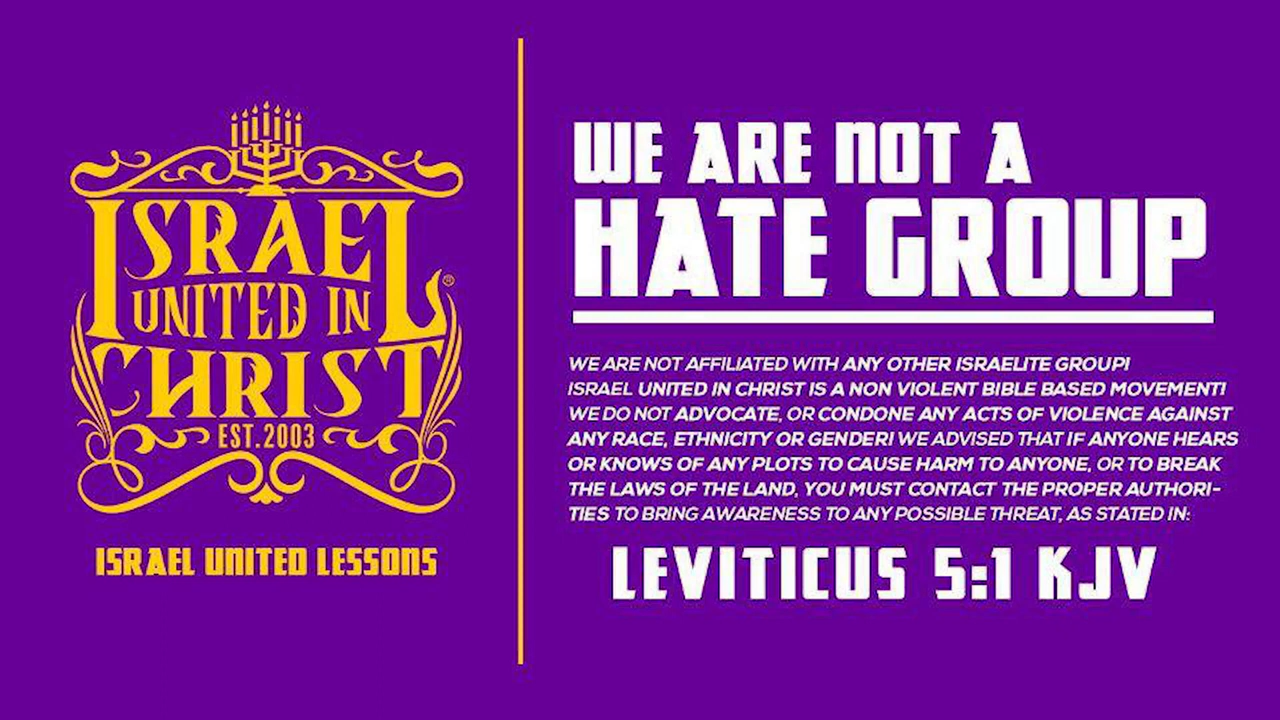 ISRAEL
UNITED IN
CHRIST®
EST. 2003
ISRAEL UNITED LESSONS
WE ARE NOT A
HATE GROUP
WE ARE NOT AFFILIATED WITH ANY OTHER ISRAELITE GROUP!
ISRAEL UNITED IN CHRIST IS A NON VIOLENT BIBLE BASED MOVEMENT!
WE DO NOT ADVOCATE, OR CONDONE ANY ACTS OF VIOLENCE AGAINST
ANY RACE, ETHNICITY OR GENDER! WE ADVISED THAT IF ANYONE HEARS
OR KNOWS OF ANY PLOTS TO CAUSE HARM TO ANYONE, OR TO BREAK
THE LAWS OF THE LAND, YOU MUST CONTACT THE PROPER AUTHORI-
TIES TO BRING AWARENESS TO ANY POSSIBLE THREAT, AS STATED IN:
LEVITICUS 5:1 KJV